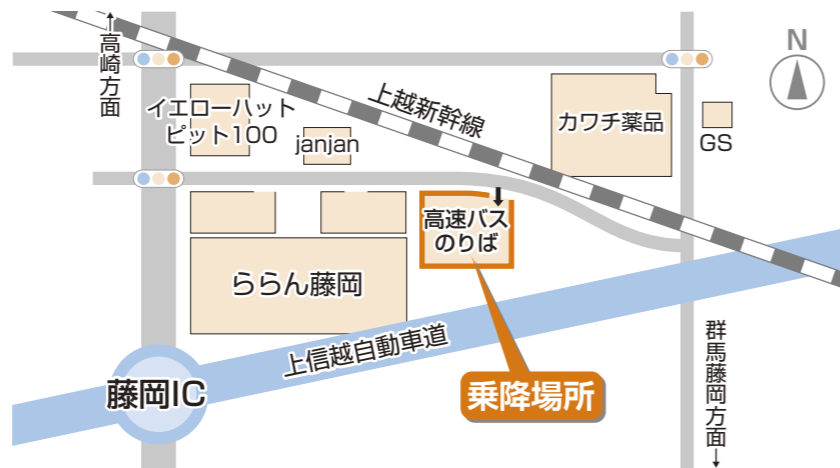 ↑高崎方面
N
イエローハット
ピット100
janjan
上越新幹線
カワチ薬品
GS
高速バス
のりば
ららん藤岡
上信越自動車道
藤岡IC
乗降場所
群馬藤岡方面→